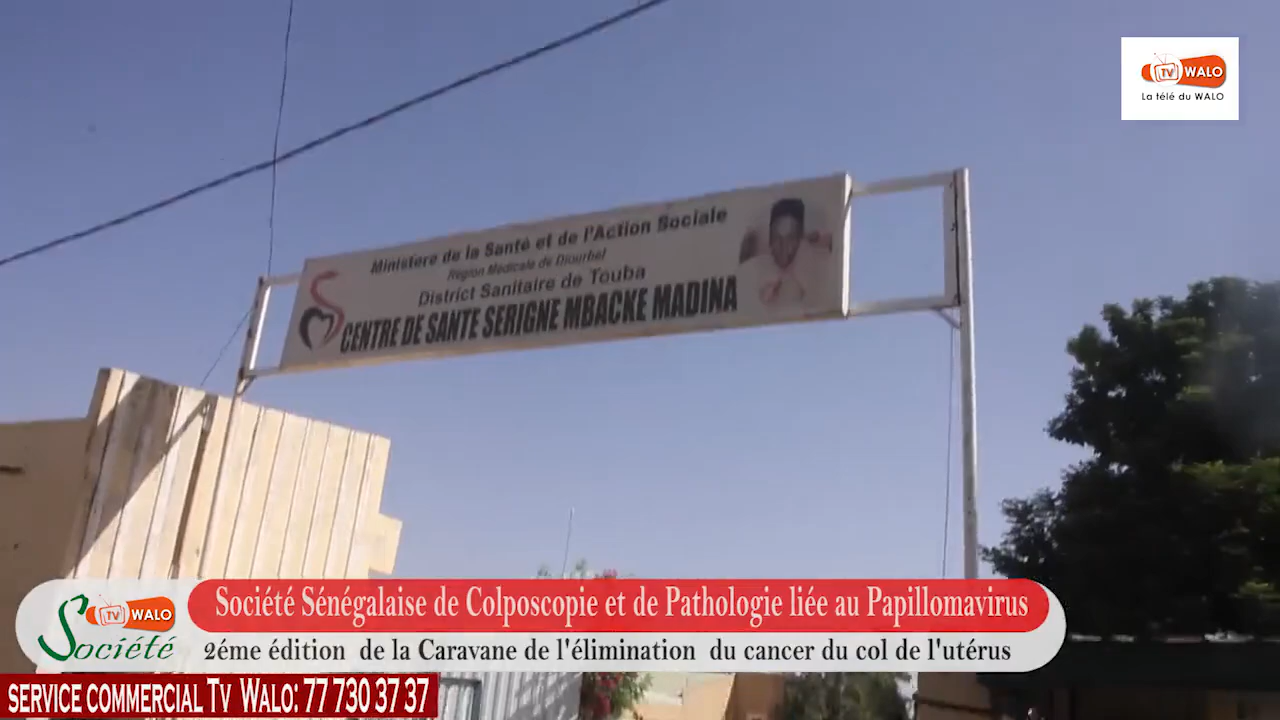 TV WALO
La télé du WALO
Ministere de la Santé et de l'Action Sociale
Région Médicale de Diourbel
District Sanitaire de Touba
CENTRE DE SANTE SERIGNE MBACKE MADINA
TV WALO
Société
Société Sénégalaise de Colposcopie et de Pathologie liée au Papillomavirus
2éme édition de la Caravane de l'élimination du cancer du col de l'utérus
SERVICE COMMERCIAL TV WALO: 77 730 37 37